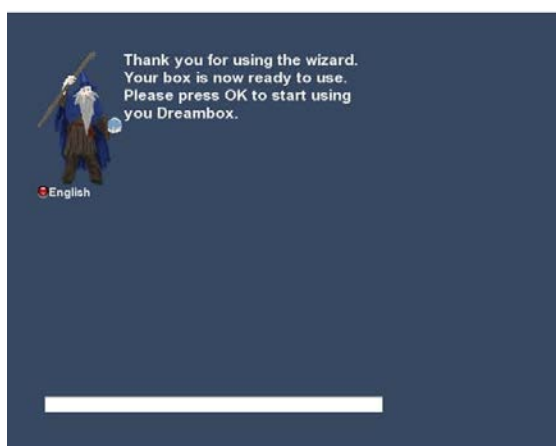 Thank you for using the wizard.
Your box is now ready to use.
Please press OK to start using
you Dreambox.
English